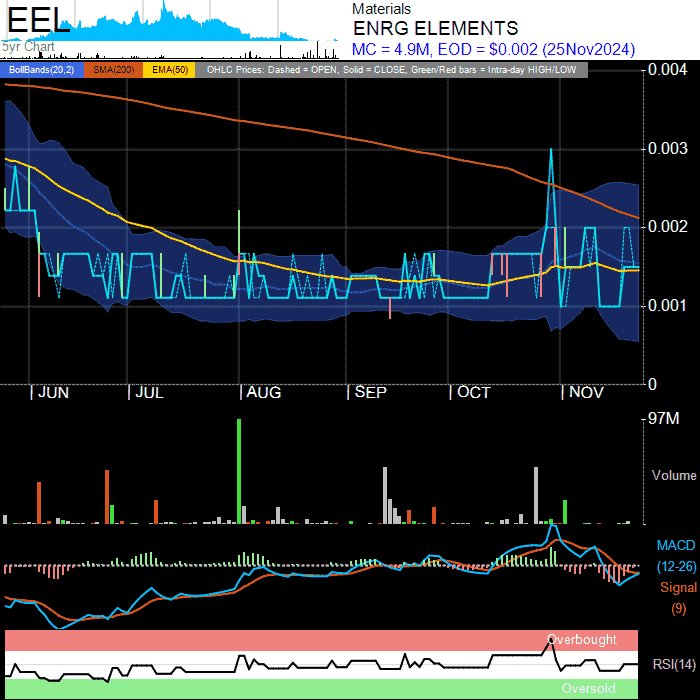 EEL
5yr Chart
Materials
ENRG ELEMENTS
MC = 4.9M, EOD = $0.002 (25Nov2024)
BollBands(20,2) SMA(200) EMA(50) OHLC Prices: Dashed = OPEN, Solid = CLOSE, Green/Red bars = Intra-day HIGH/LOW
0.004
0.003
0.002
0.001
0
| JUN | JUL | AUG | SEP | OCT | NOV
97M
Volume
MACD
(12-26)
Signal
(9)
Overbought
RSI(14)
Oversold